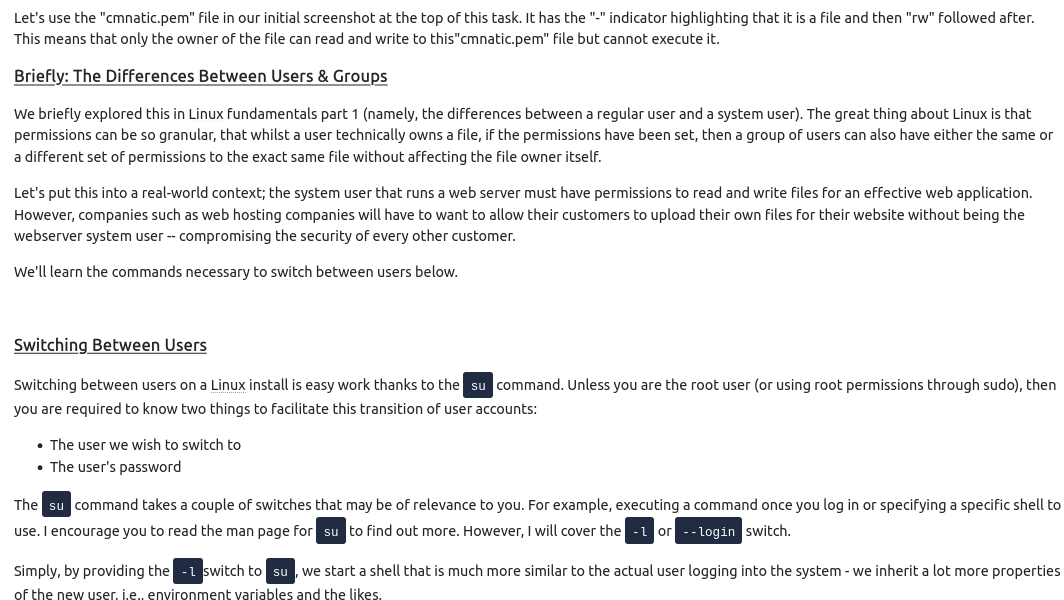 Let's use the "cmnatic.pem" file in our initial screenshot at the top of this task. It has the "-" indicator highlighting that it is a file and then "rw" followed after.
This means that only the owner of the file can read and write to this"cmnatic.pem" file but cannot execute it.
Briefly: The Differences Between Users & Groups
We briefly explored this in Linux fundamentals part 1 (namely, the differences between a regular user and a system user). The great thing about Linux is that
permissions can be so granular, that whilst a user technically owns a file, if the permissions have been set, then a group of users can also have either the same or
a different set of permissions to the exact same file without affecting the file owner itself.
Let's put this into a real-world context; the system user that runs a web server must have permissions to read and write files for an effective web application.
However, companies such as web hosting companies will have to want to allow their customers to upload their own files for their website without being the
webserver system user -- compromising the security of every other customer.
We'll learn the commands necessary to switch between users below.
Switching Between Users
Switching between users on a Linux install is easy work thanks to the su command. Unless you are the root user (or using root permissions through sudo), then
you are required to know two things to facilitate this transition of user accounts:
• The user we wish to switch to
• The user's password
The su command takes a couple of switches that may be of relevance to you. For example, executing a command once you log in or specifying a specific shell to
use. I encourage you to read the man page for su to find out more. However, I will cover the -l or --login switch.
Simply, by providing the -l switch to su, we start a shell that is much more similar to the actual user logging into the system - we inherit a lot more properties
of the new user, i.e., environment variables and the likes.